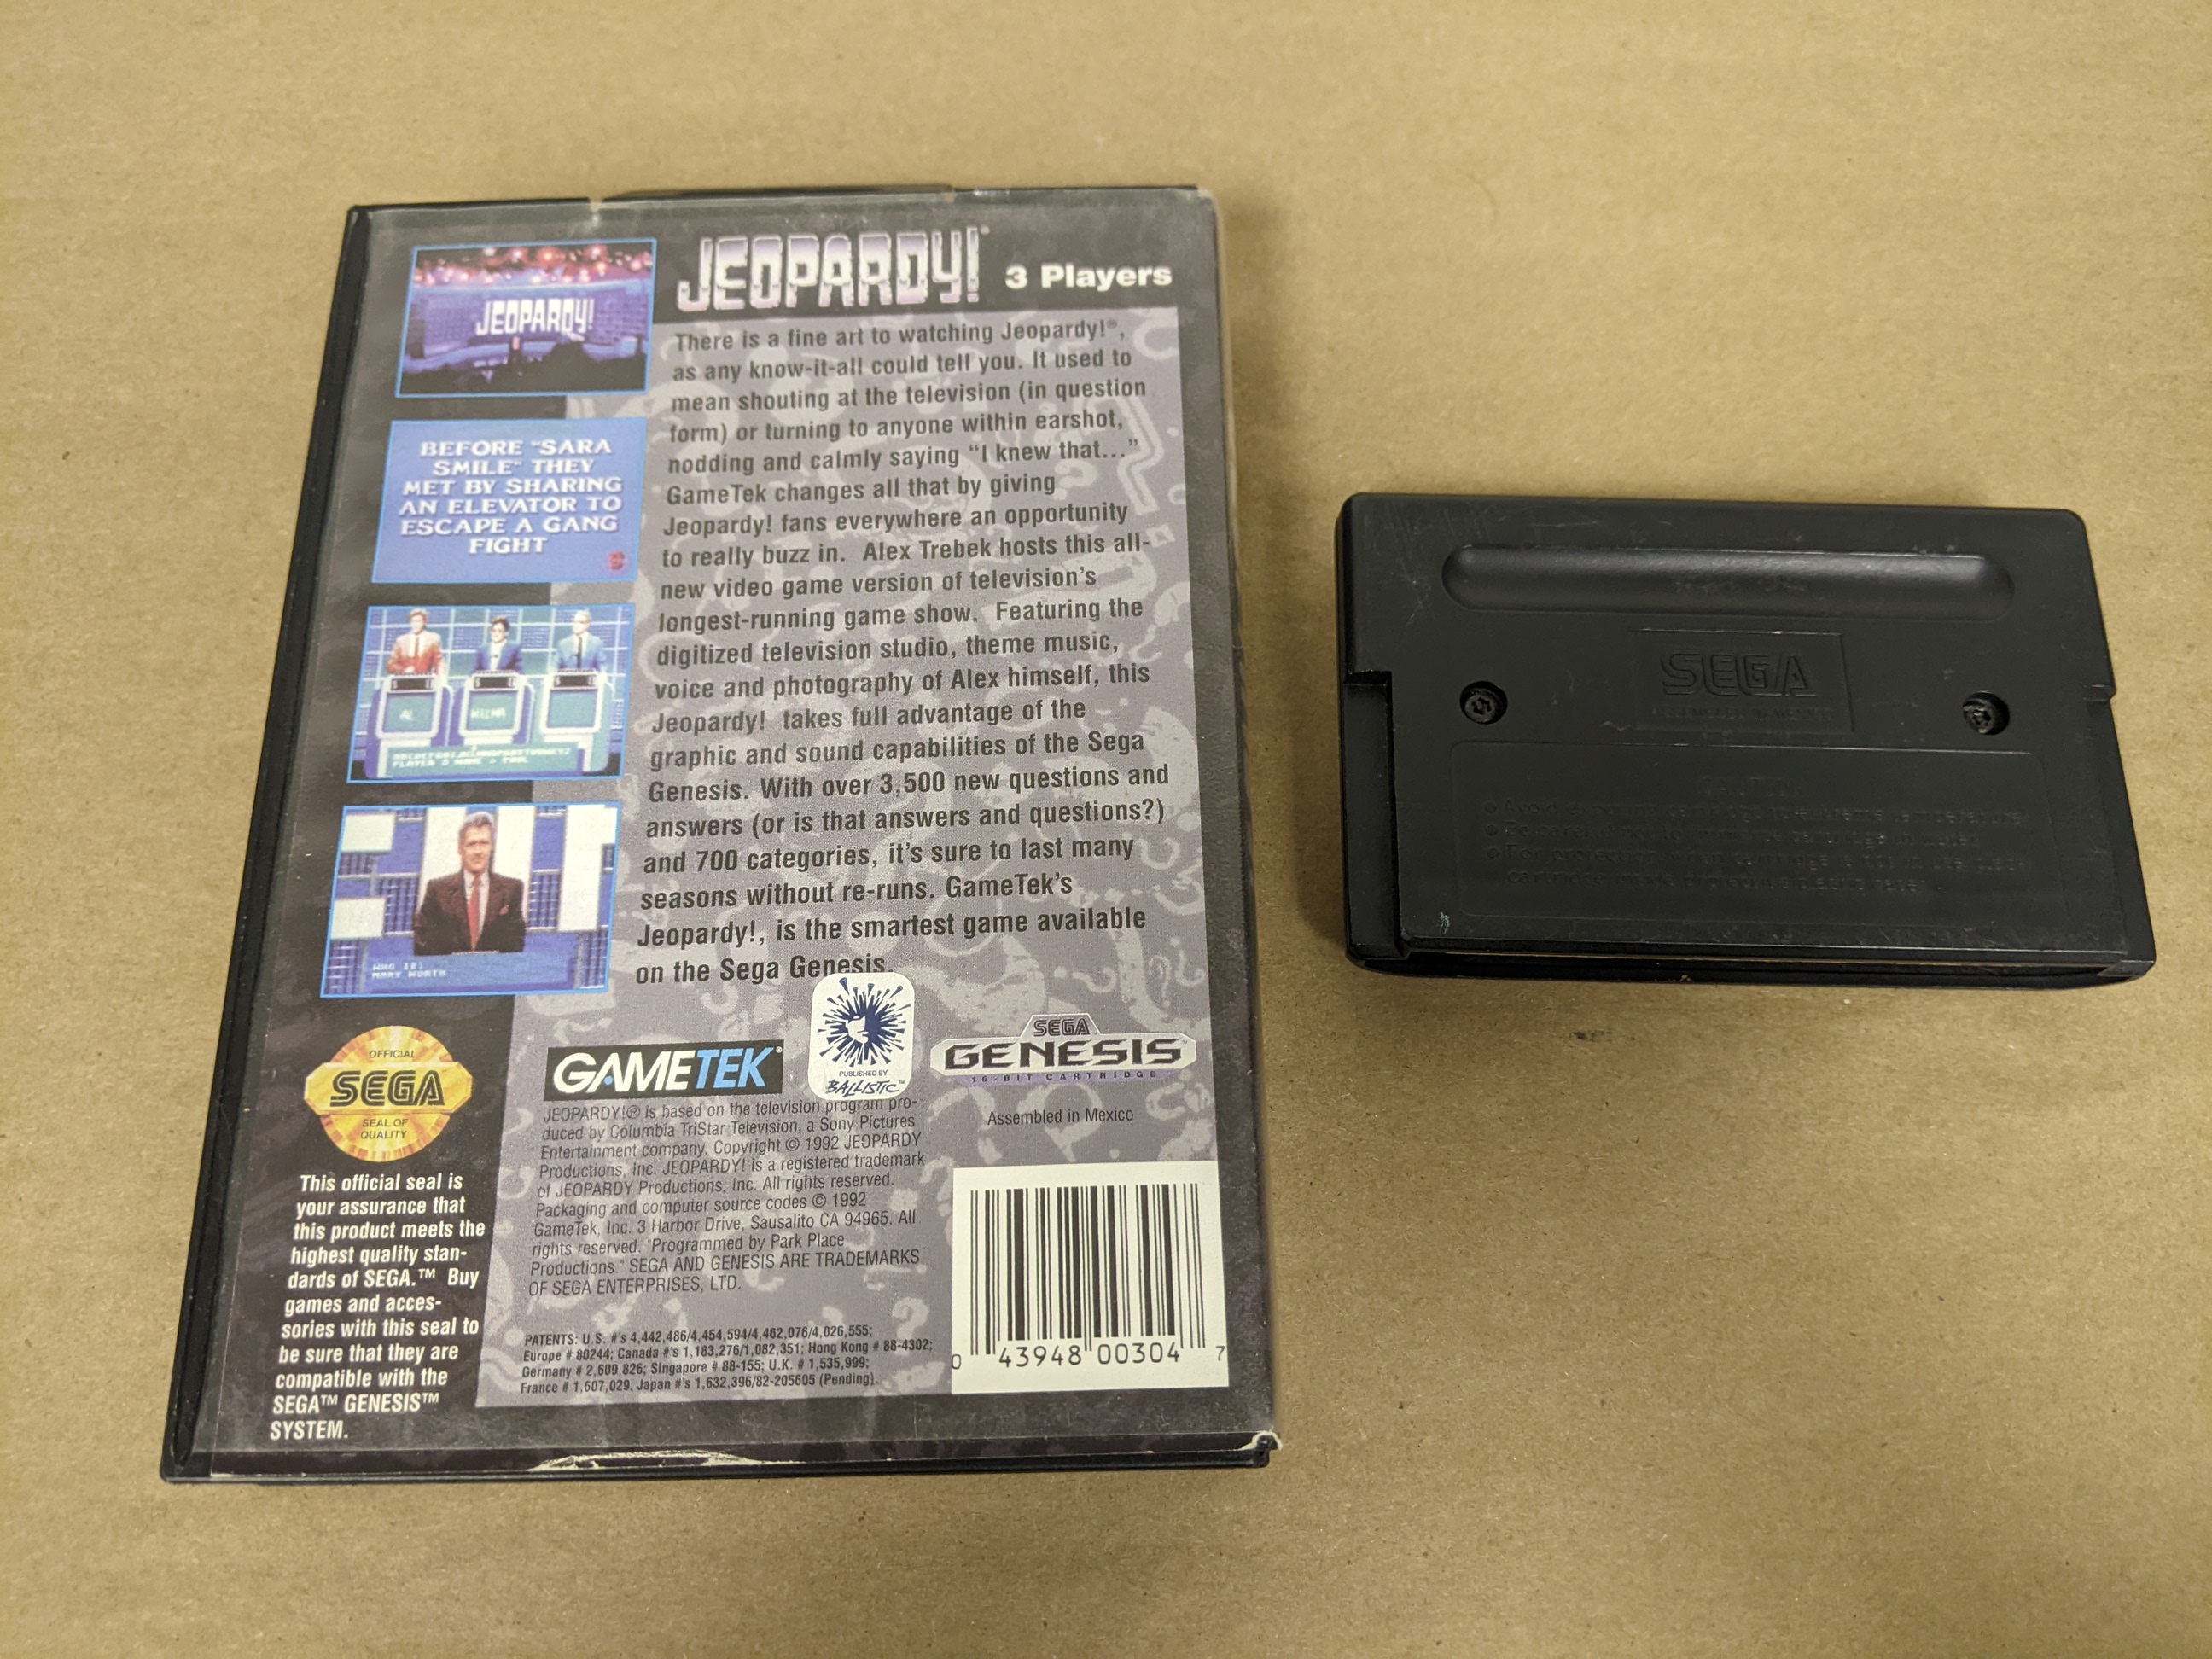 JEOPARDY!
JEOPARDY!® 3 Players
There is a fine art to watching Jeopardy!®,
as any know-it-all could tell you. It used to
mean shouting at the television (in question
form) or turning to anyone within earshot,
nodding and calmly saying “I knew that...”
GameTek changes all that by giving
Jeopardy! fans everywhere an opportunity
to really buzz in. Alex Trebek hosts this all-
new video game version of television's
longest-running game show. Featuring the
digitized television studio, theme music,
voice and photography of Alex himself, this
Jeopardy! takes full advantage of the
graphic and sound capabilities of the Sega
Genesis. With over 3,500 new questions and
answers (or is that answers and questions?)
and 700 categories, it's sure to last many
seasons without re-runs. GameTek's
Jeopardy!, is the smartest game available
on the Sega Genesis.
BEFORE "SARA
SMILE" THEY
MET BY SHARING
AN ELEVATOR TO
ESCAPE A GANG
FIGHT
AL
WILMA
WHO IS:
MARY WORTH
OFFICIAL
SEGA
SEAL OF
QUALITY
This official seal is
your assurance that
this product meets the
highest quality stan-
dards of SEGA.™ Buy
games and acces-
sories with this seal to
be sure that they are
compatible with the
SEGA™ GENESIS™
SYSTEM.
GAMETEK®
PUBLISHED BY
BALLISTIC™
SEGA
GENESIS
16-BIT CARTRIDGE
Assembled in Mexico
JEOPARDY!® is based on the television program pro-
duced by Columbia TriStar Television, a Sony Pictures
Entertainment company. Copyright © 1992 JEOPARDY
Productions, Inc. JEOPARDY! is a registered trademark
of JEOPARDY Productions, Inc. All rights reserved.
Packaging and computer source codes © 1992
GameTek, Inc. 3 Harbor Drive, Sausalito CA 94965. All
rights reserved. Programmed by Park Place
Productions. SEGA AND GENESIS ARE TRADEMARKS
OF SEGA ENTERPRISES, LTD.
PATENTS: U.S. #'s 4,442,486/4,454,594/4,462,076/4,026,555;
Europe # 80244; Canada #'s 1,183,276/1,082,351; Hong Kong # 88-4302;
Germany # 2,609,826; Singapore # 88-155; U.K. # 1,535,999;
France # 1,607,029; Japan #'s 1,632,396/82-205605 (Pending).
0 43948 00304 7
SEGA